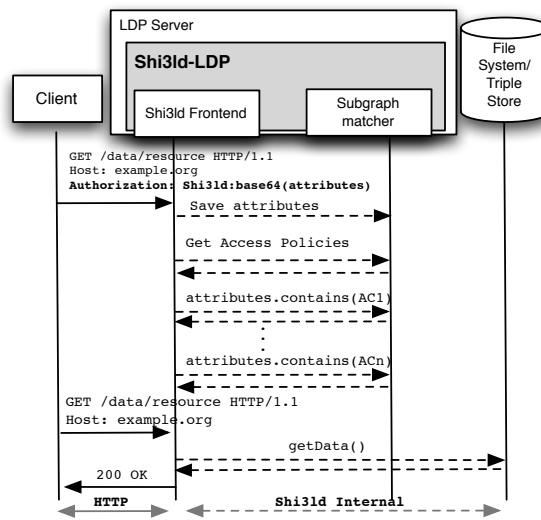 LDP Server
Shi3ld-LDP
File
System/
Triple
Store
Client
Shi3ld Frontend
Subgraph
matcher
GET /data/resource HTTP/1.1
Host: example.org
Authorization: Shi3ld:base64(attributes)
Save attributes
Get Access Policies
attributes.contains(AC1)
attributes.contains(ACn)
GET /data/resource HTTP/1.1
Host: example.org
getData()
200 OK
HTTP
Shi3ld Internal